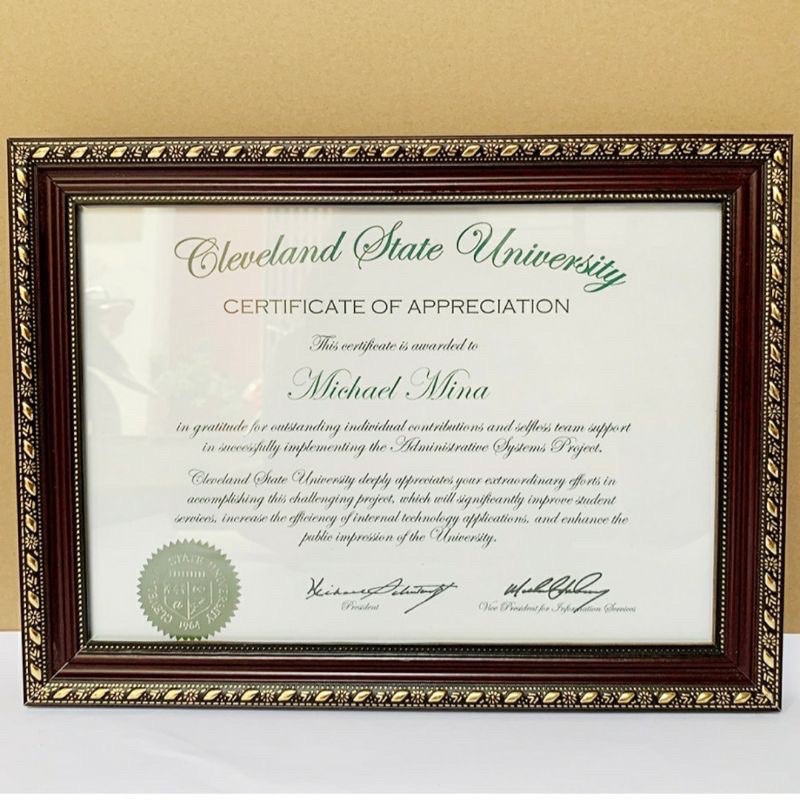 Cleveland State University
CERTIFICATE OF APPRECIATION
This certificate is awarded to
Michael Mina
in gratitude for outstanding individual contributions and selfless team support
in successfully implementing the Administrative Systems Project.
Cleveland State University deeply appreciates your extraordinary efforts in
accomplishing this challenging project, which will significantly improve student
services, increase the efficiency of internal technology applications, and enhance the
public impression of the University.
President
Vice President for Information Services
STATE
1964